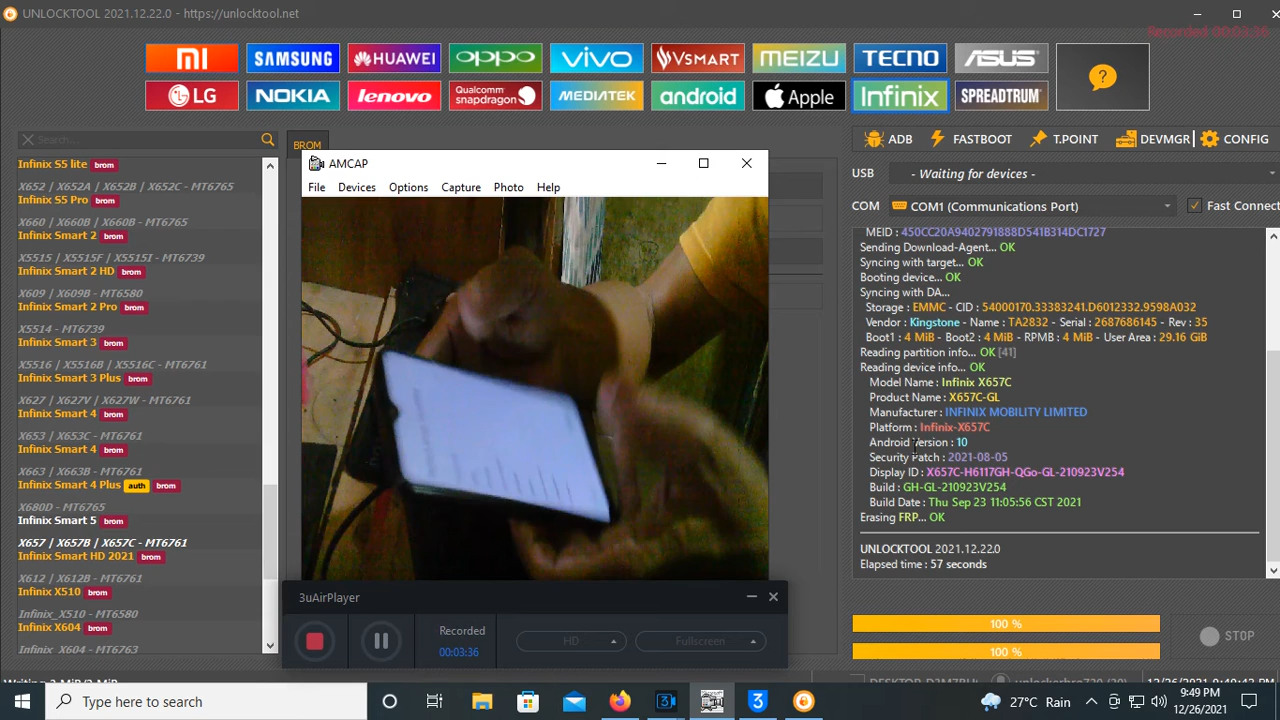 UNLOCKTOOL 2021.12.22.0 - https://unlocktool.net
Recorded 00:03:36
mi SAMSUNG HUAWEI oppo vivo VSMART MEIZU TECNO ASUS
LG NOKIA lenovo Qualcomm snapdragon MEDIATEK android Apple Infinix SPREADTRUM
?
Search...
BROM
Infinix S5 lite brom
X652 | X652A | X652B | X652C - MT6765
Infinix S5 Pro brom
X660 | X660B | X660B - MT6765
Infinix Smart 2 brom
X5515 | X5515F | X5515I - MT6739
Infinix Smart 2 HD brom
X609 | X609B - MT6580
Infinix Smart 2 Pro brom
X5514 - MT6739
Infinix Smart 3 brom
X5516 | X5516B | X5516C - MT6761
Infinix Smart 3 Plus brom
X627 | X627V | X627W - MT6761
Infinix Smart 4 brom
X653 | X653C - MT6761
Infinix Smart 4 brom
X663 | X663B - MT6761
Infinix Smart 4 Plus auth brom
X680D - MT6765
Infinix Smart 5 brom
X657 | X657B | X657C - MT6761
Infinix Smart HD 2021 brom
X612 | X612B - MT6761
Infinix X510 brom
Infinix_X510 - MT6580
Infinix X604 brom
Infinix X604 - MT6763
AMCAP
File Devices Options Capture Photo Help
3uAirPlayer
Recorded
00:03:36
HD
Fullscreen
ADB FASTBOOT T.POINT DEVMGR CONFIG
USB - Waiting for devices -
COM COM1 (Communications Port) Fast Connect
MEID : 450CC20A9402791888D541B314DC1727
Sending Download-Agent... OK
Syncing with target... OK
Booting device... OK
Syncing with DA...
Storage : EMMC - CID : 54000170.33383241.D6012332.9598A032
Vendor : Kingstone - Name : TA2832 - Serial : 2687686145 - Rev : 35
Boot1 : 4 MiB - Boot2 : 4 MiB - RPMB : 4 MiB - User Area : 29.16 GiB
Reading partition info... OK [41]
Reading device info... OK
Model Name : Infinix X657C
Product Name : X657C-GL
Manufacturer : INFINIX MOBILITY LIMITED
Platform : Infinix-X657C
Android Version : 10
Security Patch : 2021-08-05
Display ID : X657C-H6117GH-QGo-GL-210923V254
Build : GH-GL-210923V254
Build Date : Thu Sep 23 11:05:56 CST 2021
Erasing FRP... OK
UNLOCKTOOL 2021.12.22.0
Elapsed time : 57 seconds
100 %
100 %
STOP
Type here to search
27°C Rain
9:49 PM
12/26/2021